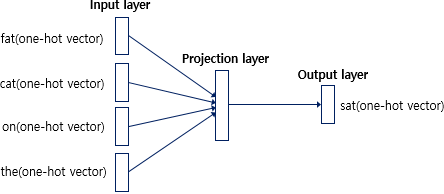 Input layer
fat(one-hot vector)
Projection layer
cat(one-hot vector)
Output layer
sat(one-hot vector)
on(one-hot vector)
the(one-hot vector)